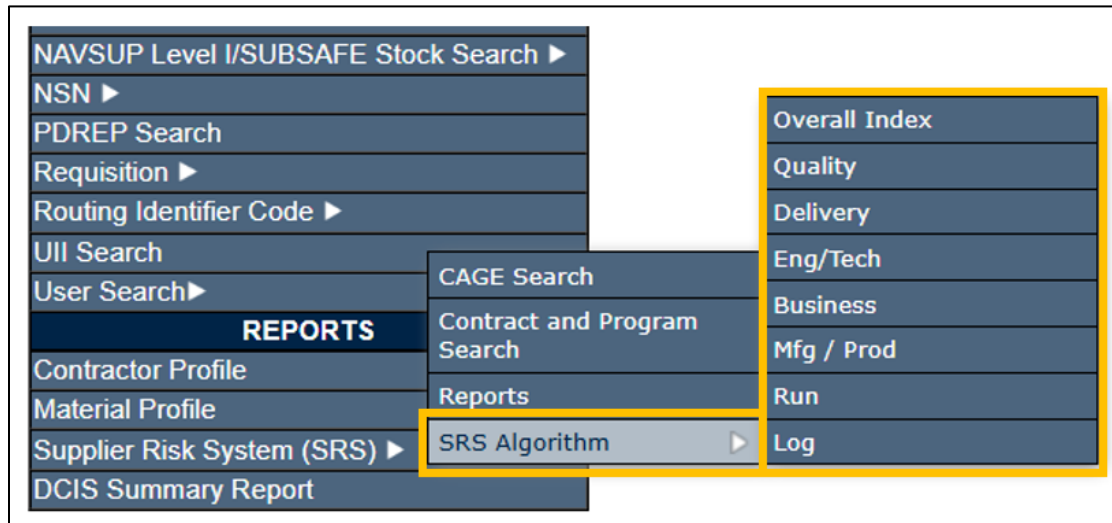 NAVSUP Level I/SUBSAFE Stock Search ▶
NSN ▶
PDREP Search
Requisition ▶
Routing Identifier Code ▶
UII Search
User Search▶
REPORTS
Contractor Profile
Material Profile
Supplier Risk System (SRS) ▶
DCIS Summary Report
CAGE Search
Contract and Program
Search
Reports
SRS Algorithm
Overall Index
Quality
Delivery
Eng/Tech
Business
Mfg / Prod
Run
Log